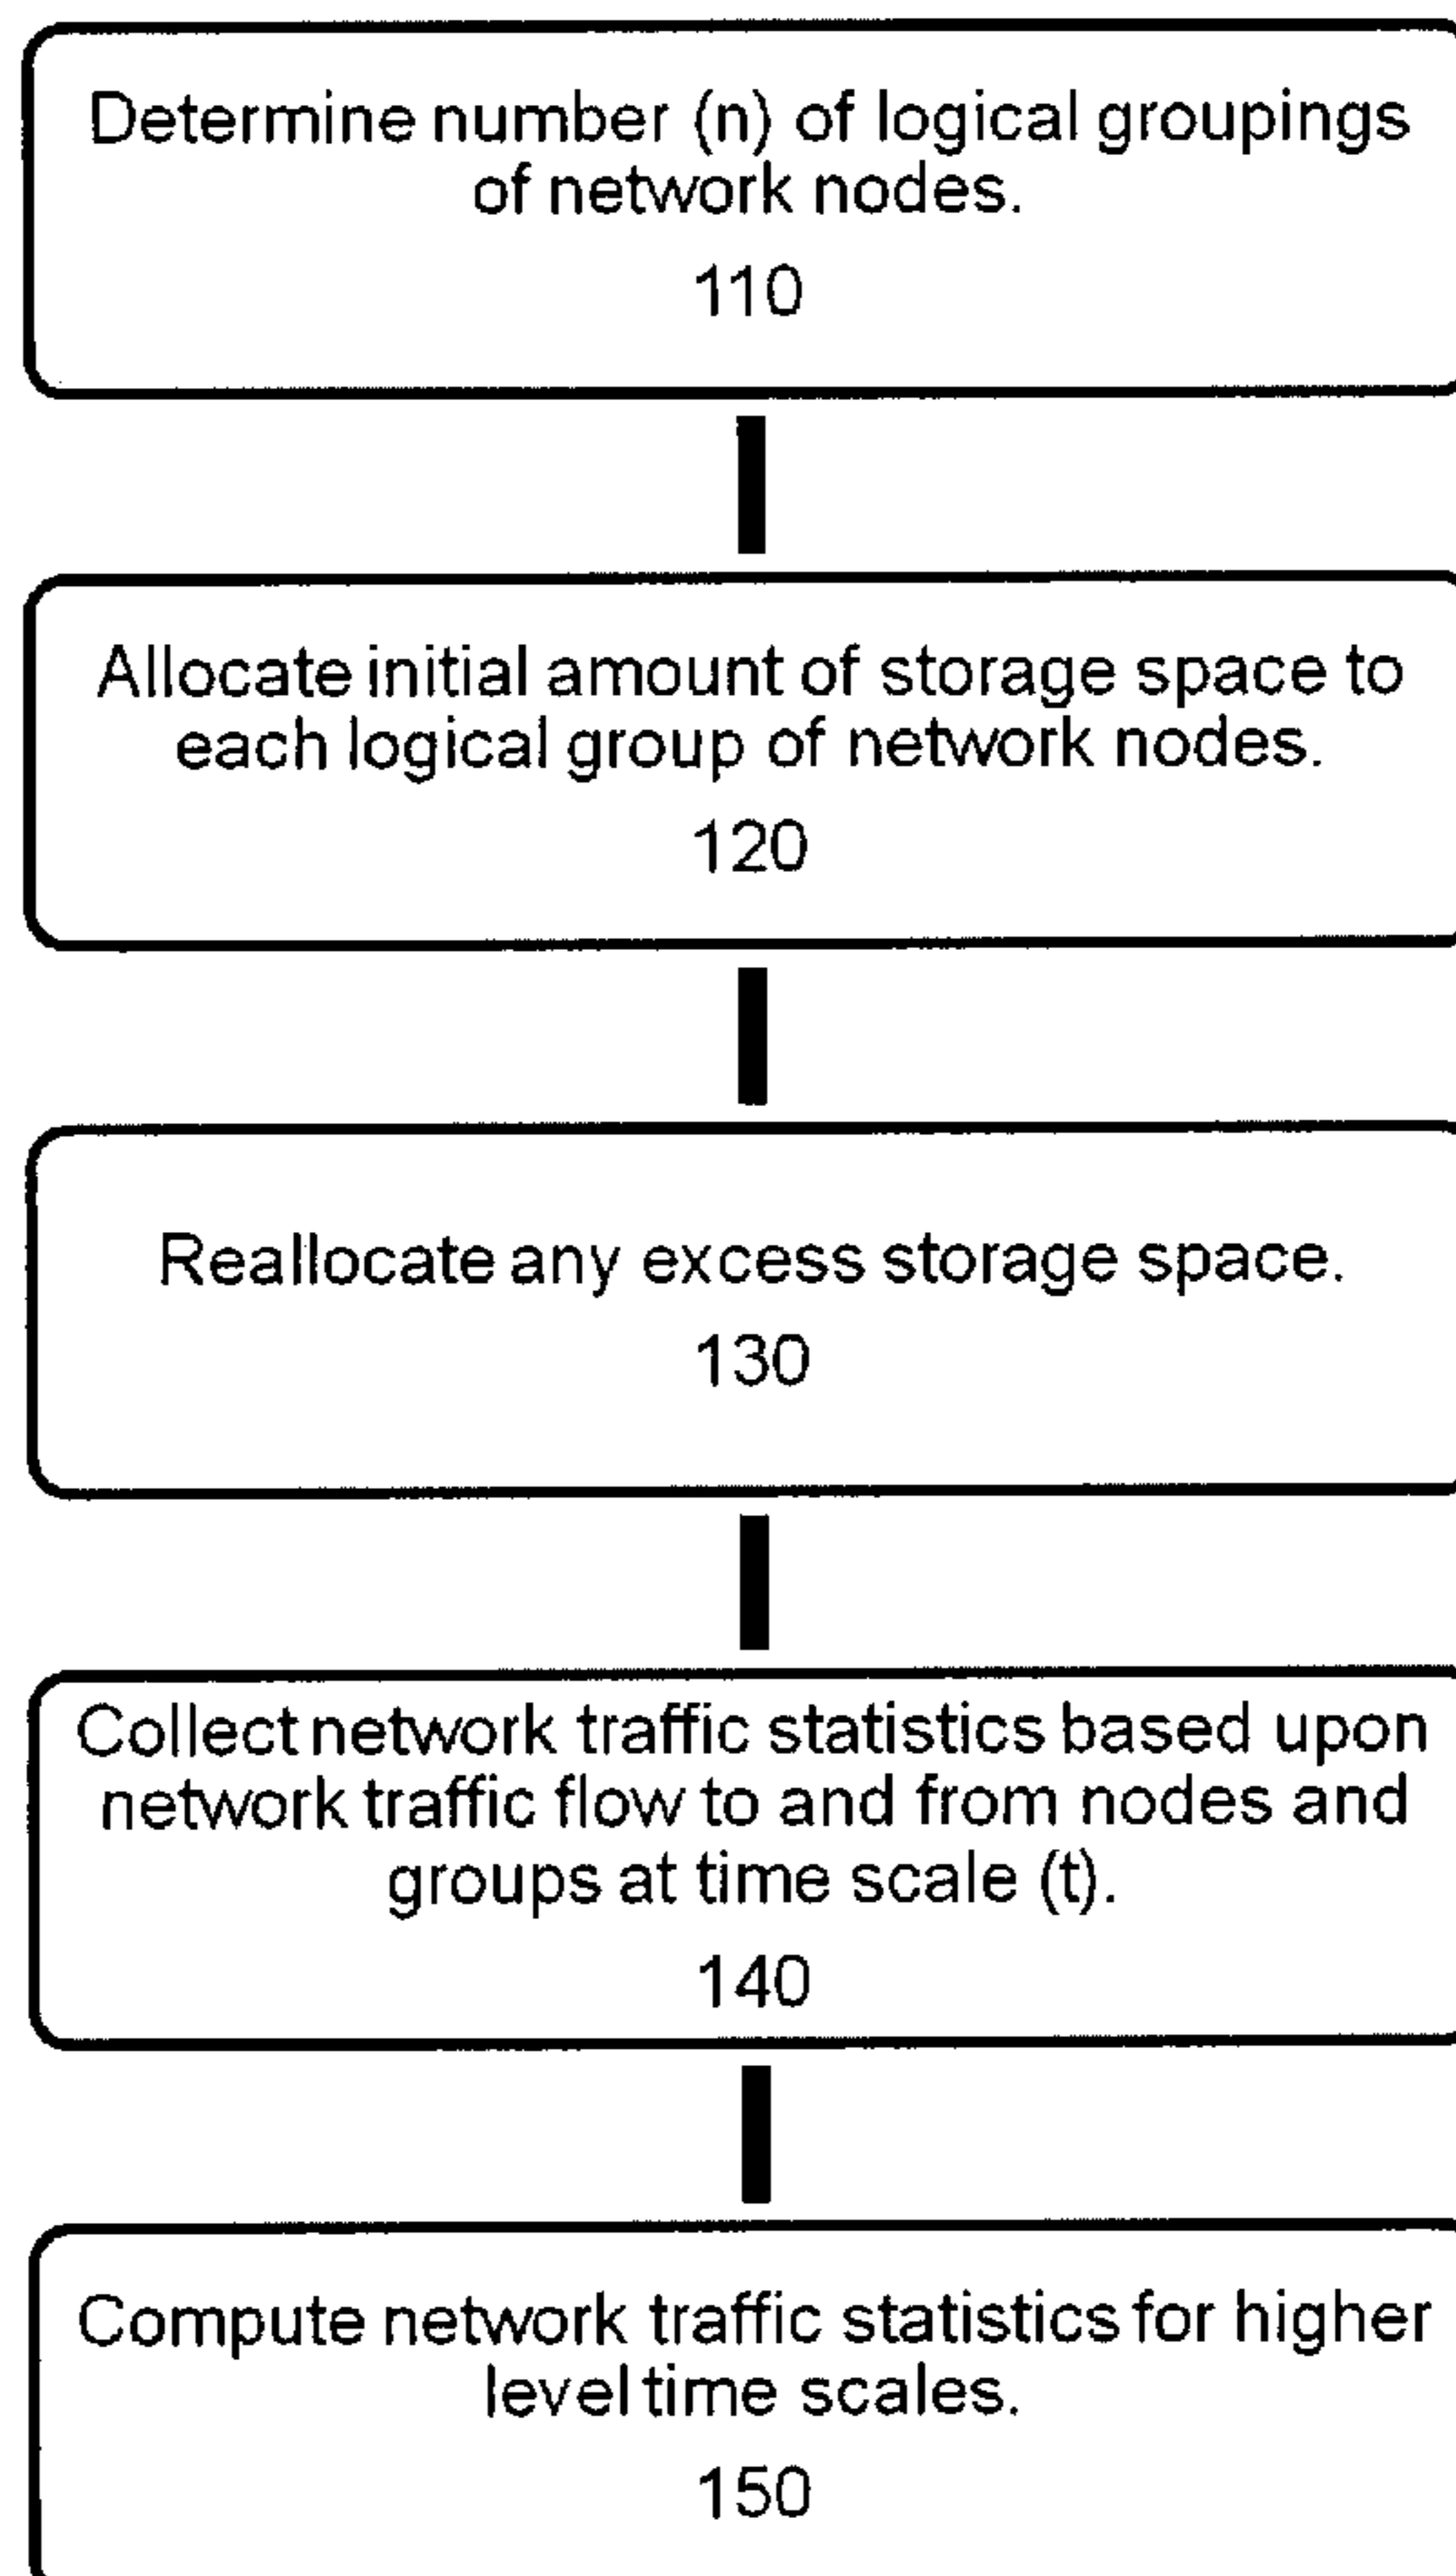 Determine number (n) of logical groupings
of network nodes.
110
Allocate initial amount of storage space to
each logical group of network nodes.
120
Reallocate any excess storage space.
130
Collect network traffic statistics based upon
network traffic flow to and from nodes and
groups at time scale (t).
140
Compute network traffic statistics for higher
level time scales.
150